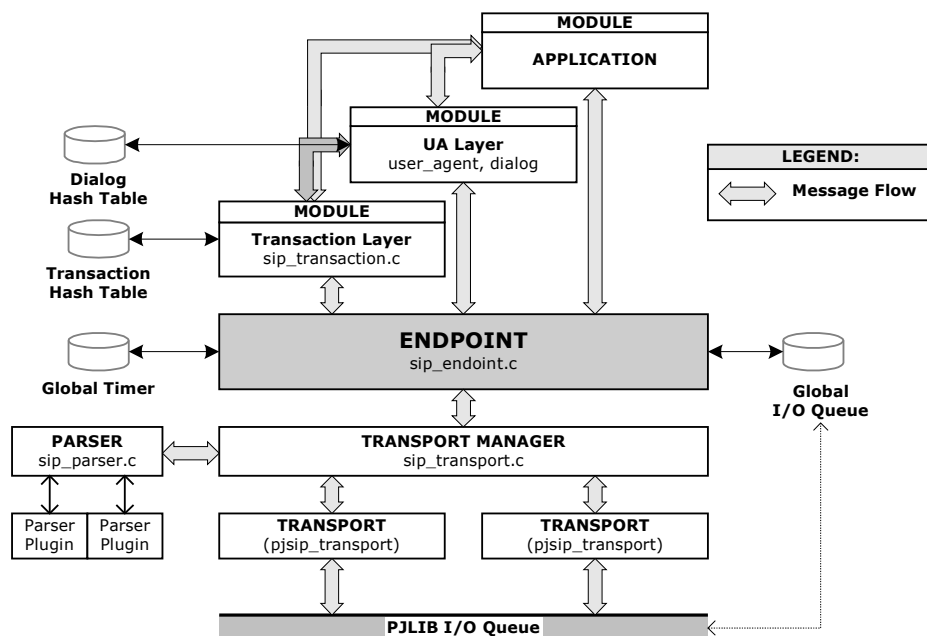 MODULE
APPLICATION
MODULE
UA Layer
user_agent, dialog
Dialog
Hash Table
LEGEND:
Message Flow
MODULE
Transaction Layer
sip_transaction.c
Transaction
Hash Table
ENDPOINT
sip_endoint.c
Global Timer
Global
I/O Queue
PARSER
sip_parser.c
TRANSPORT MANAGER
sip_transport.c
Parser
Plugin
Parser
Plugin
TRANSPORT
(pjsip_transport)
TRANSPORT
(pjsip_transport)
PJLIB I/O Queue